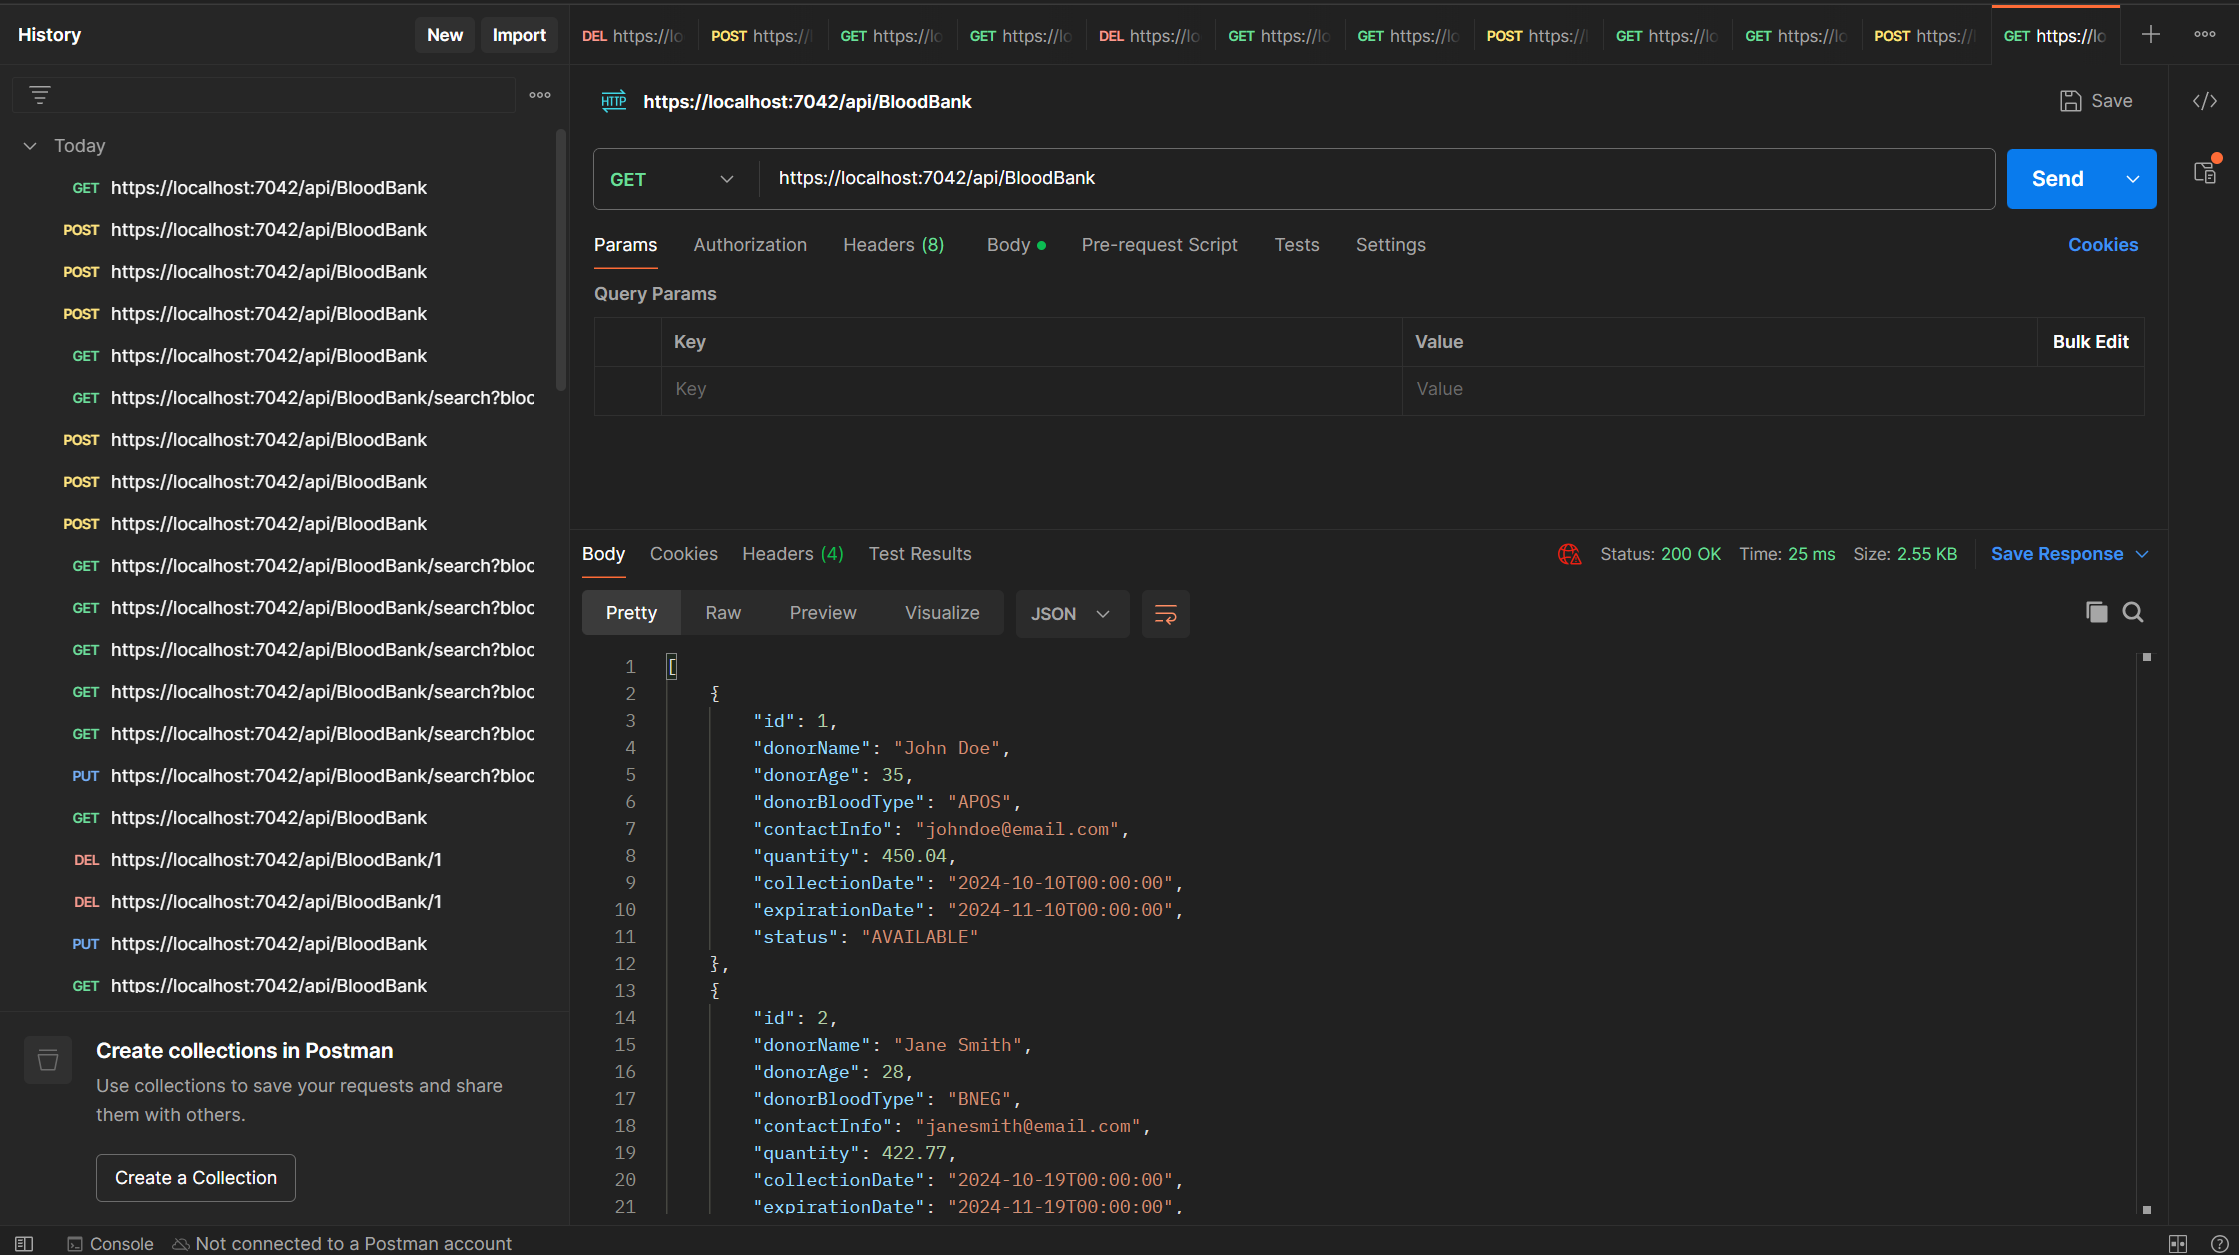 History
New
Import
Today
GET https://localhost:7042/api/BloodBank
POST https://localhost:7042/api/BloodBank
POST https://localhost:7042/api/BloodBank
POST https://localhost:7042/api/BloodBank
GET https://localhost:7042/api/BloodBank
GET https://localhost:7042/api/BloodBank/search?bloo
POST https://localhost:7042/api/BloodBank
POST https://localhost:7042/api/BloodBank
POST https://localhost:7042/api/BloodBank
GET https://localhost:7042/api/BloodBank/search?bloo
GET https://localhost:7042/api/BloodBank/search?bloo
GET https://localhost:7042/api/BloodBank/search?bloo
GET https://localhost:7042/api/BloodBank/search?bloo
GET https://localhost:7042/api/BloodBank/search?bloo
PUT https://localhost:7042/api/BloodBank/search?bloo
GET https://localhost:7042/api/BloodBank
DEL https://localhost:7042/api/BloodBank/1
DEL https://localhost:7042/api/BloodBank/1
PUT https://localhost:7042/api/BloodBank
GET https://localhost:7042/api/BloodBank
Create collections in Postman
Use collections to save your requests and share
them with others.
Create a Collection
DEL https://lo POST https:// GET https://lo GET https://lo DEL https://lo GET https://lo GET https://lo POST https:// GET https://lo GET https://lo POST https:// GET https://lo
HTTP https://localhost:7042/api/BloodBank
Save
GET https://localhost:7042/api/BloodBank
Send
Params Authorization Headers (8) Body Pre-request Script Tests Settings Cookies
Query Params
Key Value Bulk Edit
Key Value
Body Cookies Headers (4) Test Results Status: 200 OK Time: 25 ms Size: 2.55 KB Save Response
Pretty Raw Preview Visualize JSON
1 [
2 {
3 "id": 1,
4 "donorName": "John Doe",
5 "donorAge": 35,
6 "donorBloodType": "APOS",
7 "contactInfo": "johndoe@email.com",
8 "quantity": 450.04,
9 "collectionDate": "2024-10-10T00:00:00",
10 "expirationDate": "2024-11-10T00:00:00",
11 "status": "AVAILABLE"
12 },
13 {
14 "id": 2,
15 "donorName": "Jane Smith",
16 "donorAge": 28,
17 "donorBloodType": "BNEG",
18 "contactInfo": "janesmith@email.com",
19 "quantity": 422.77,
20 "collectionDate": "2024-10-19T00:00:00",
21 "expirationDate": "2024-11-19T00:00:00",
Console Not connected to a Postman account